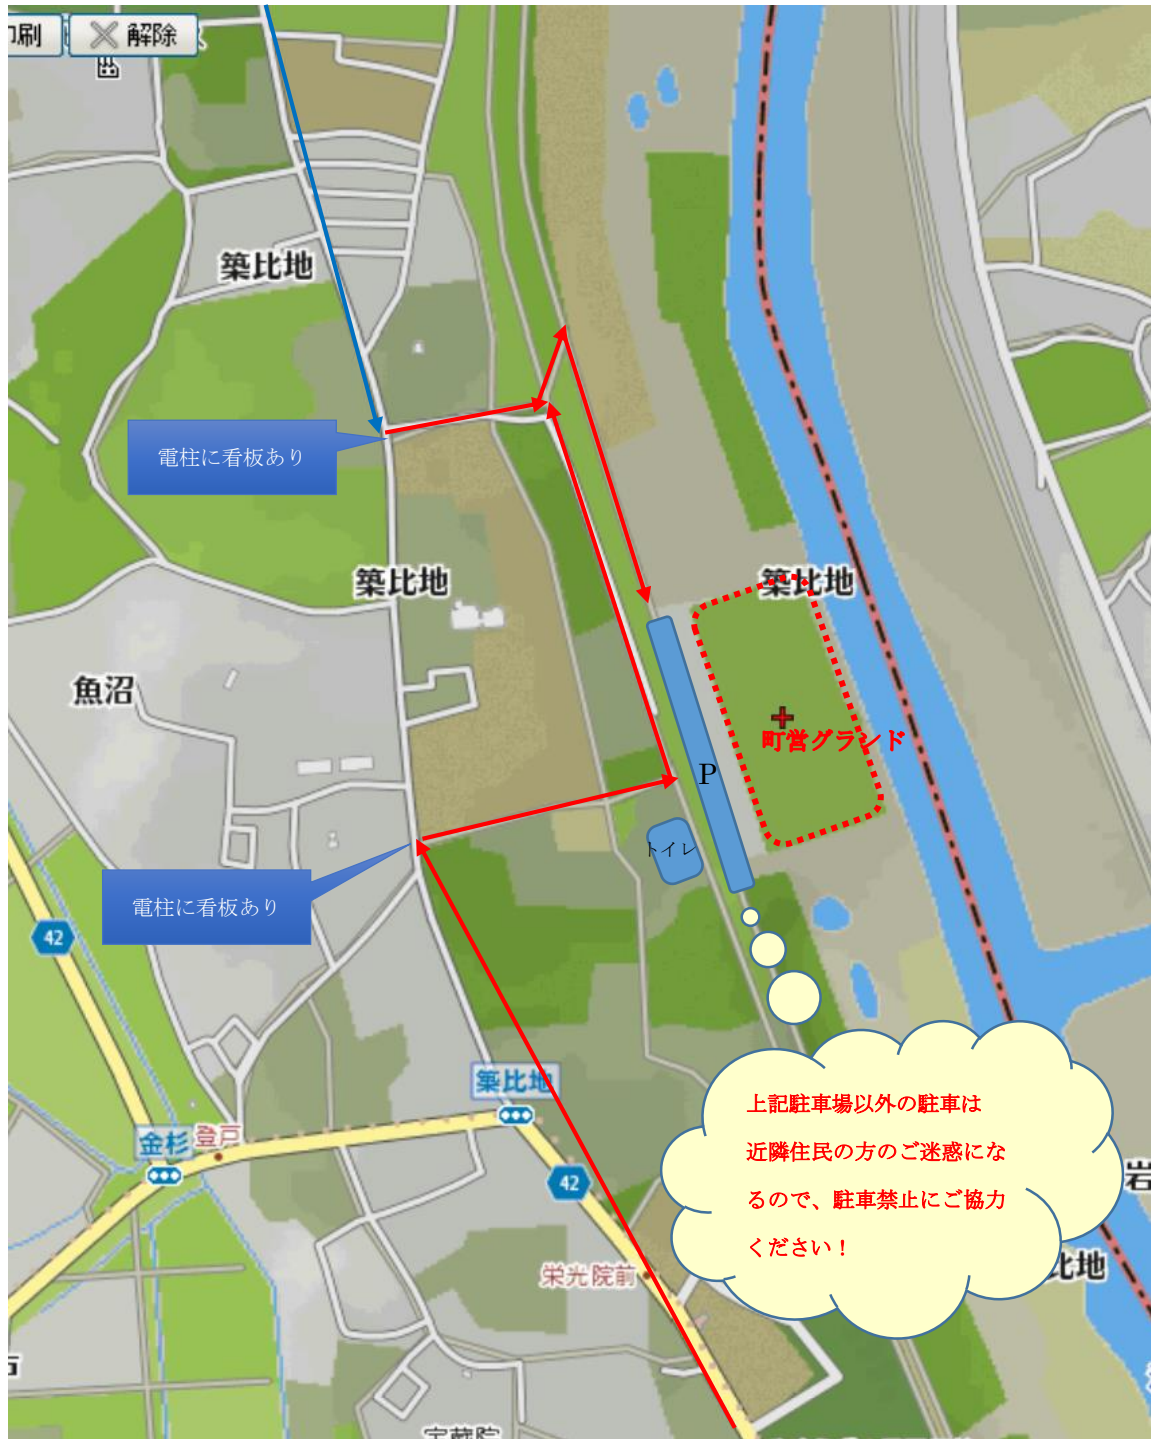 印刷
解除
築比地
電柱に看板あり
築比地
築比地
魚沼
町営グランド
P
トイレ
電柱に看板あり
42
築比地
金杉
登戸
42
上記駐車場以外の駐車は
近隣住民の方のご迷惑にな
るので、駐車禁止にご協力
ください！
岩
比地
栄光院前
宝蔵院